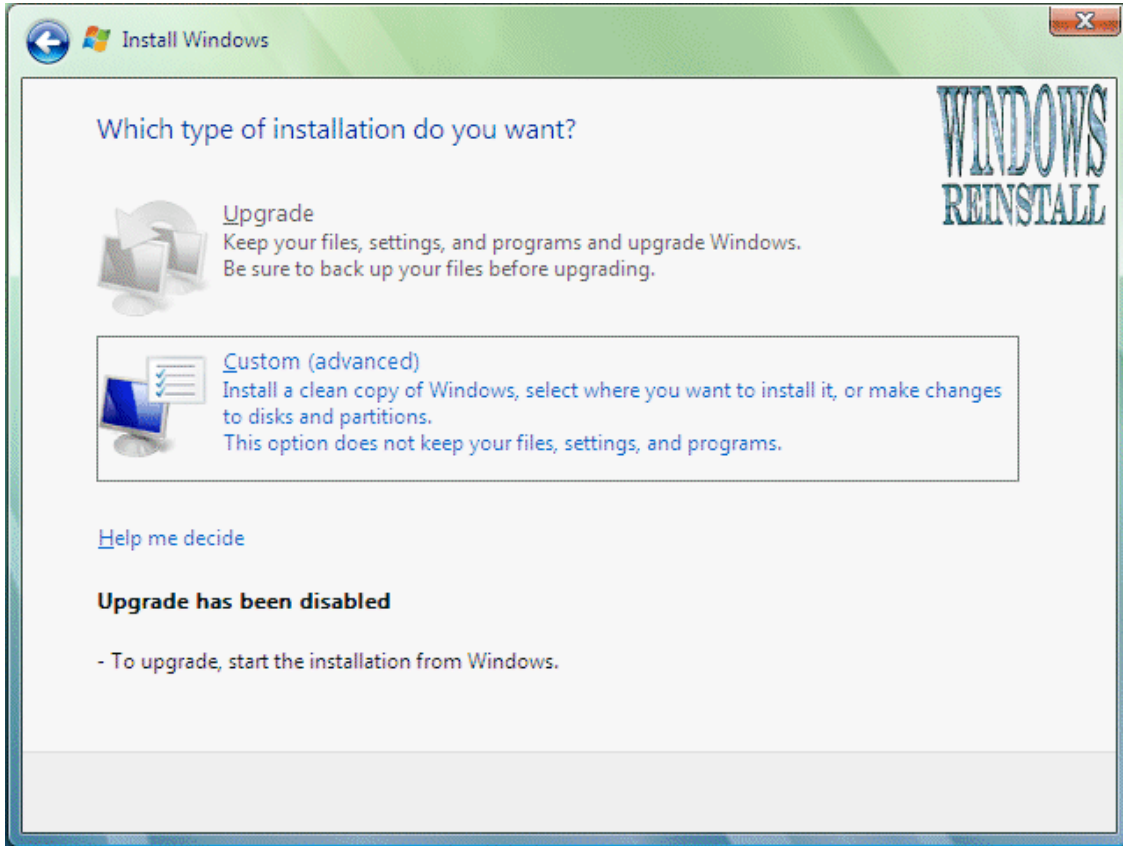 Install Windows
WINDOWS
REINSTALL
Which type of installation do you want?
Upgrade
Keep your files, settings, and programs and upgrade Windows.
Be sure to back up your files before upgrading.
Custom (advanced)
Install a clean copy of Windows, select where you want to install it, or make changes
to disks and partitions.
This option does not keep your files, settings, and programs.
Help me decide
Upgrade has been disabled
- To upgrade, start the installation from Windows.